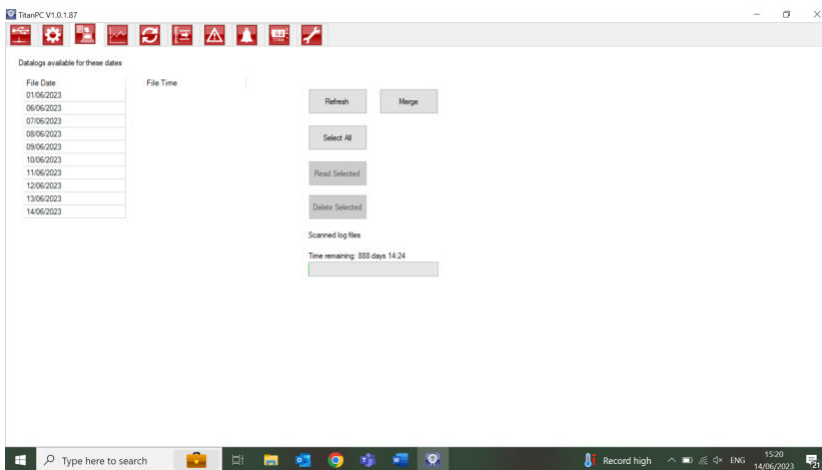 TitanPC V1.0.1.87
Datalogs available for these dates
File Date File Time
01/06/2023
06/06/2023
07/06/2023
08/06/2023
09/06/2023
10/06/2023
11/06/2023
12/06/2023
13/06/2023
14/06/2023
Refresh Merge
Select All
Read Selected
Delete Selected
Scanned log files
Time remaining: 888 days 14:24
Type here to search
Record high
ENG
15:20
14/06/2023
21